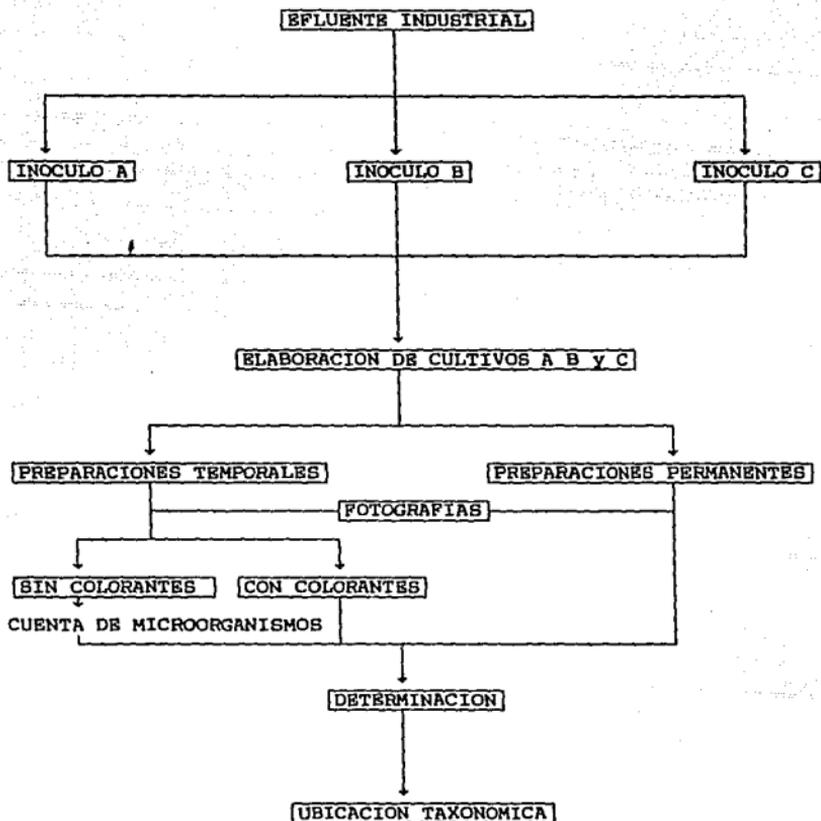 EFLUENTE INDUSTRIAL
INOCULO A
INOCULO B
INOCULO C
ELABORACION DE CULTIVOS A B y C
PREPARACIONES TEMPORALES
PREPARACIONES PERMANENTES
FOTOGRAFIAS
SIN COLORANTES
CON COLORANTES
CUENTA DE MICROORGANISMOS
DETERMINACION
UBICACION TAXONOMICA